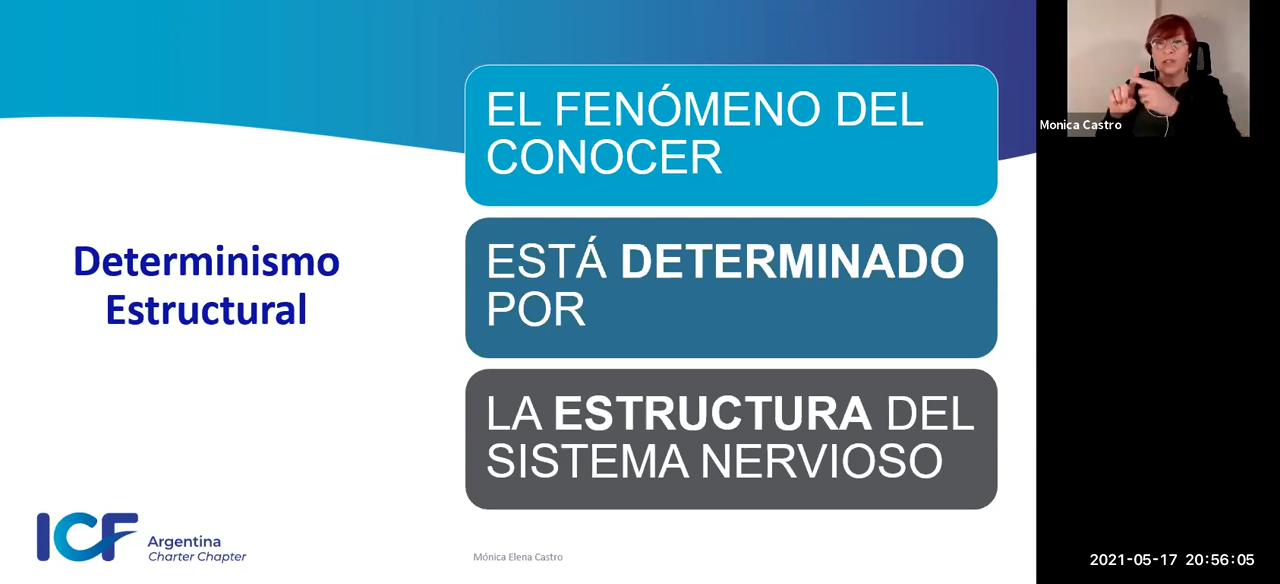 EL FENÓMENO DEL
CONOCER
Monica Castro
Determinismo
Estructural
ESTÁ DETERMINADO
POR
LA ESTRUCTURA DEL
SISTEMA NERVIOSO
ICF Argentina
Charter Chapter
Mónica Elena Castro
2021-05-17 20:56:05